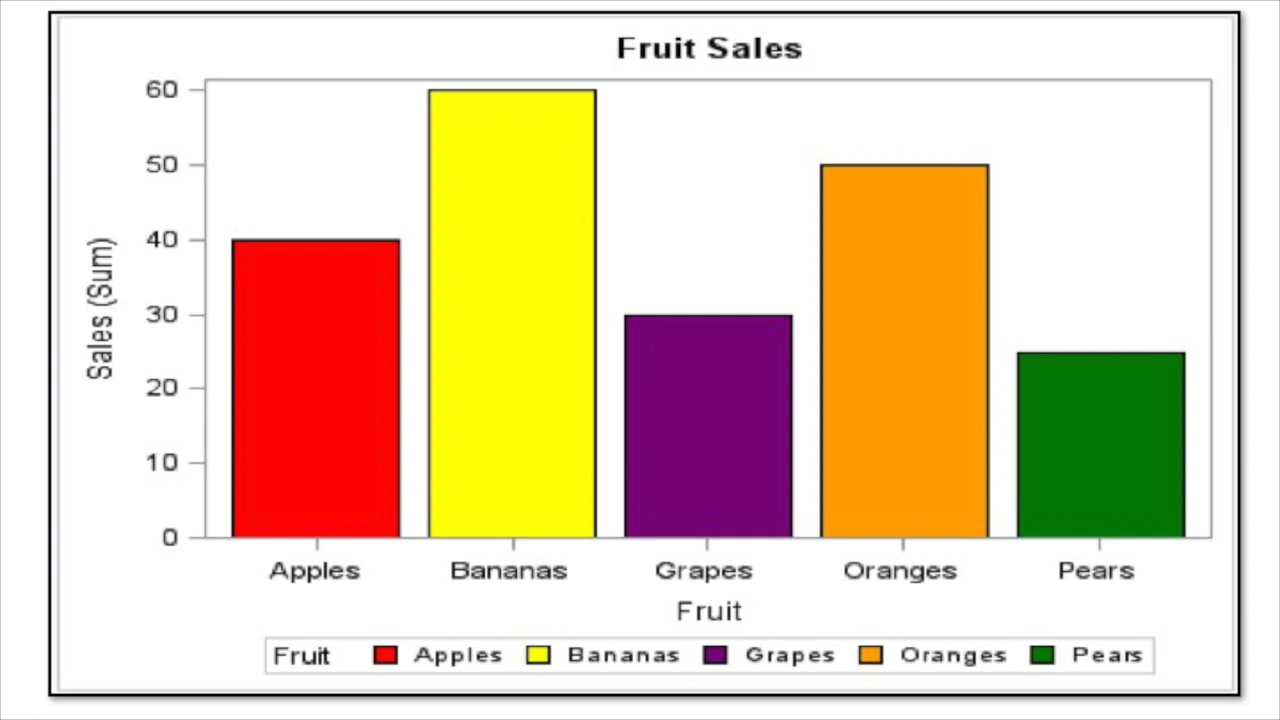 Fruit Sales
60
50
40
30
20
10
0
Sales (Sum)
Apples Bananas Grapes Oranges Pears
Fruit
Fruit Apples Bananas Grapes Oranges Pears